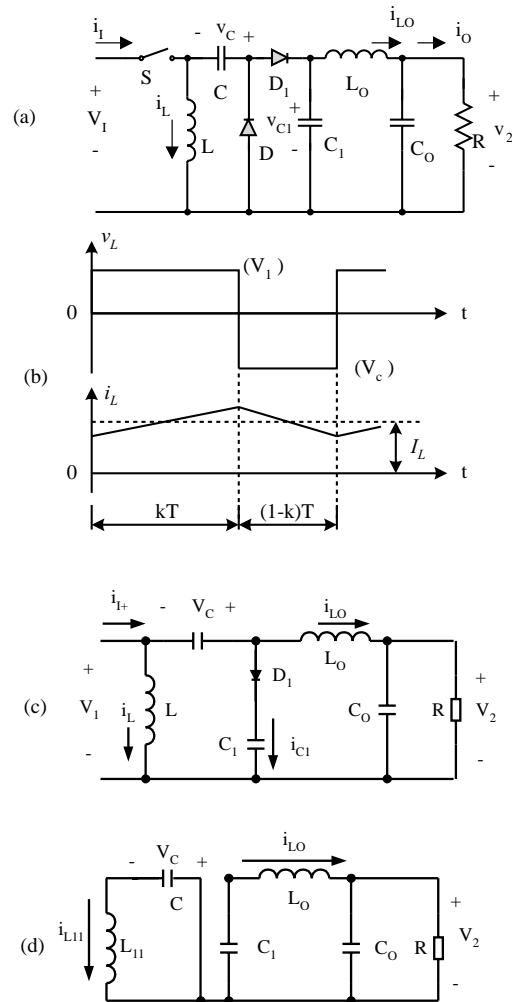 i_I - v_C + i_LO i_O
S C D_1 L_O
(a) + V_I - i_L L D + v_C1 - C_1 C_O R + v_2 -
v_L
(V_1)
0 t
(b) (V_c)
i_L
I_L
0 t
kT (1-k)T
i_I+ - V_C + i_LO
L_O
(c) + V_1 - i_L L D_1 C_1 i_C1 C_O R + V_2 -
i_LO
- V_C + C L_O
(d) i_L11 L_11 C_1 C_O R + V_2 -